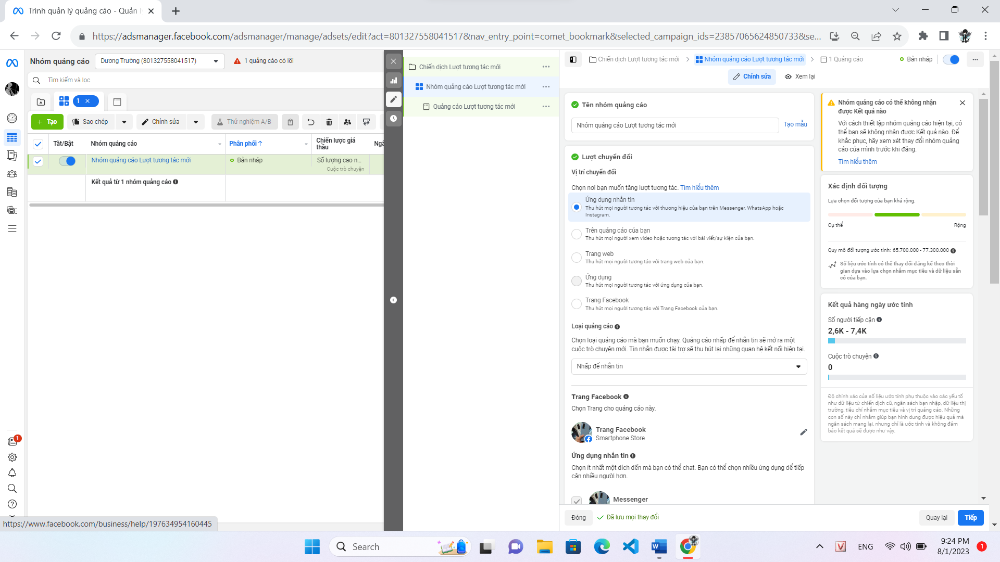 Trình quản lý quảng cáo - Quản l
https://adsmanager.facebook.com/adsmanager/manage/adsets/edit?act=801327558041517&nav_entry_point=comet_bookmark&selected_campaign_ids=23857065624850733&se...
Nhóm quảng cáo
Dương Trường (801327558041517)
1 quảng cáo có lỗi
Tìm kiếm và lọc
1
+ Tạo
Sao chép
Chỉnh sửa
Thử nghiệm A/B
Tắt/Bật
Nhóm quảng cáo
Phân phối ↑
Chiến lược giá thầu
Ngâ
Nhóm quảng cáo Lượt tương tác mới
Bản nháp
Số lượng cao n...
Cuộc trò chuyện
Kết quả từ 1 nhóm quảng cáo
1
https://www.facebook.com/business/help/197634954160445
Chiến dịch Lượt tương tác mới
Nhóm quảng cáo Lượt tương tác mới
Quảng cáo Lượt tương tác mới
Chiến dịch Lượt tương tác mới
Nhóm quảng cáo Lượt tương tác mới
1 Quảng cáo
Bản nháp
Chỉnh sửa
Xem lại
Tên nhóm quảng cáo
Nhóm quảng cáo Lượt tương tác mới
Tạo mẫu
Lượt chuyển đổi
Vị trí chuyển đổi
Chọn nơi bạn muốn tăng lượt tương tác. Tìm hiểu thêm
Ứng dụng nhắn tin
Thu hút mọi người tương tác với thương hiệu của bạn trên Messenger, WhatsApp hoặc
Instagram.
Trên quảng cáo của bạn
Thu hút mọi người xem video hoặc tương tác với bài viết/sự kiện của bạn.
Trang web
Thu hút mọi người tương tác với trang web của bạn.
Ứng dụng
Thu hút mọi người tương tác với ứng dụng của bạn.
Trang Facebook
Thu hút mọi người tương tác với Trang Facebook của bạn.
Loại quảng cáo
Chọn loại quảng cáo mà bạn muốn chạy. Quảng cáo nhấp để nhắn tin sẽ mở ra một
cuộc trò chuyện mới. Tin nhắn được tài trợ sẽ thu hút lại những quan hệ kết nối hiện tại.
Nhấp để nhắn tin
Trang Facebook
Chọn Trang cho quảng cáo này.
Trang Facebook
Smartphone Store
Ứng dụng nhắn tin
Chọn ít nhất một đích đến mà bạn có thể chat. Bạn có thể chọn nhiều ứng dụng để tiếp
cận nhiều người hơn.
Messenger
Đóng
Đã lưu mọi thay đổi
Quay lại
Tiếp
Nhóm quảng cáo có thể không nhận
được Kết quả nào
Với cách thiết lập nhóm quảng cáo hiện tại, có
thể bạn sẽ không nhận được Kết quả nào. Để
khắc phục, hãy xem xét thay đổi nhóm quảng
cáo của mình trước khi đăng.
Tìm hiểu thêm
Xác định đối tượng
Lựa chọn đối tượng của bạn khá rộng.
Cụ thể
Rộng
Quy mô đối tượng ước tính: 65.700.000 - 77.300.000
Số liệu ước tính có thể thay đổi đáng kể theo thời
gian dựa vào lựa chọn nhắm mục tiêu và dữ liệu sẵn
có của bạn.
Kết quả hàng ngày ước tính
Số người tiếp cận
2,6K - 7,4K
Cuộc trò chuyện
0
Độ chính xác của số liệu ước tính phụ thuộc vào các yếu tố
như dữ liệu từ chiến dịch cũ, ngân sách bạn nhập, dữ liệu thị
trường, tiêu chí nhắm mục tiêu và vị trí quảng cáo. Những
con số này chỉ nhằm giúp bạn hình dung được hiệu quả mà
ngân sách mang lại, nhưng chỉ là ước tính và không đảm
bảo kết quả sẽ được như vậy.
Search
ENG
9:24 PM
8/1/2023
1